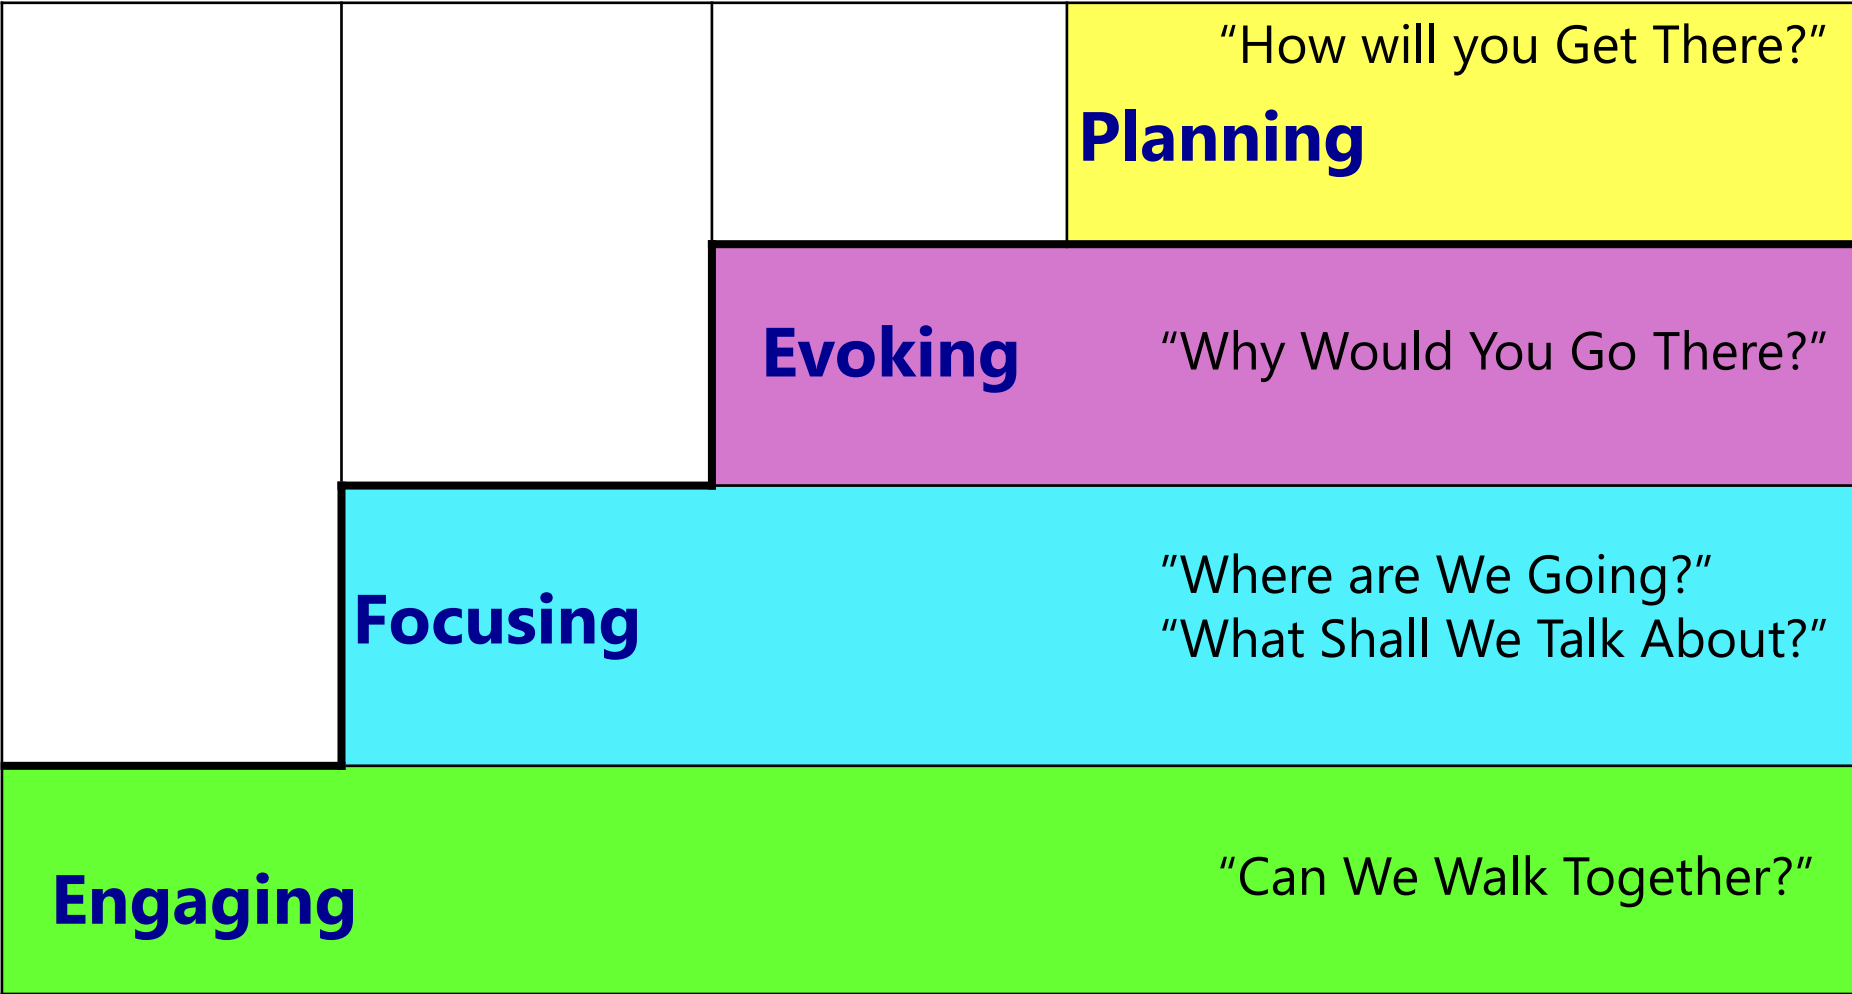 “How will you Get There?”
Planning
Evoking
“Why Would You Go There?”
”Where are We Going?”
Focusing
“What Shall We Talk About?”
“Can We Walk Together?”
Engaging